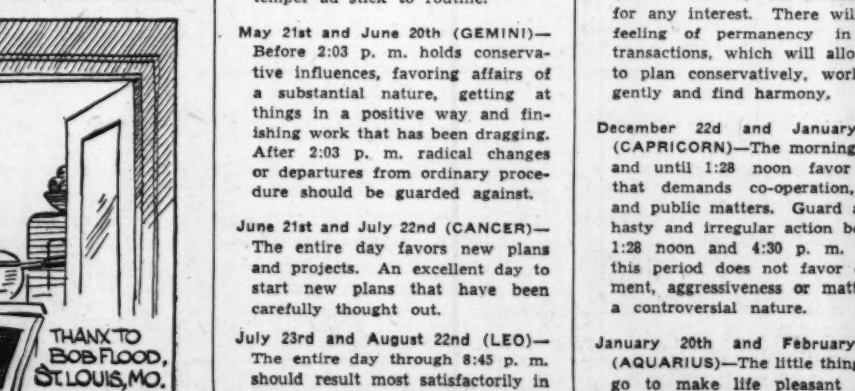 THANX TO
BOB FLOOD,
ST. LOUIS, MO.
temper ad stick to routine.
May 21st and June 20th (GEMINI)—
Before 2:03 p. m. holds conserva-
tive influences, favoring affairs of
a substantial nature, getting at
things in a positive way and fin-
ishing work that has been dragging.
After 2:03 p. m. radical changes
or departures from ordinary proce-
dure should be guarded against.
June 21st and July 22nd (CANCER)—
The entire day favors new plans
and projects. An excellent day to
start new plans that have been
carefully thought out.
July 23rd and August 22nd (LEO)—
The entire day through 8:45 p. m.
should result most satisfactorily in
for any interest. There wil
feeling of permanency in
transactions, which will allo
to plan conservatively, work
gently and find harmony.
December 22d and January
(CAPRICORN)—The morning
and until 1:28 noon favor
that demands co-operation,
and public matters. Guard a
hasty and irregular action be
1:28 noon and 4:30 p. m.
this period does not favor
ment, aggressiveness or matt
a controversial nature.
January 20th and February
(AQUARIUS)—The little thing
go to make life pleasant